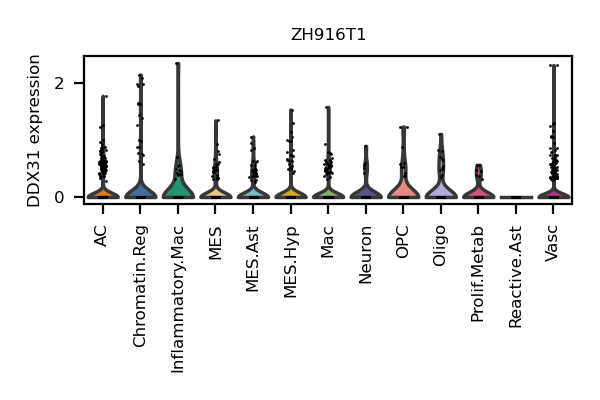 ZH916T1
DDX31 expression
2
0
AC
Chromatin.Reg
Inflammatory.Mac
MES
MES.Ast
MES.Hyp
Mac
Neuron
OPC
Oligo
Prolif.Metab
Reactive.Ast
Vasc